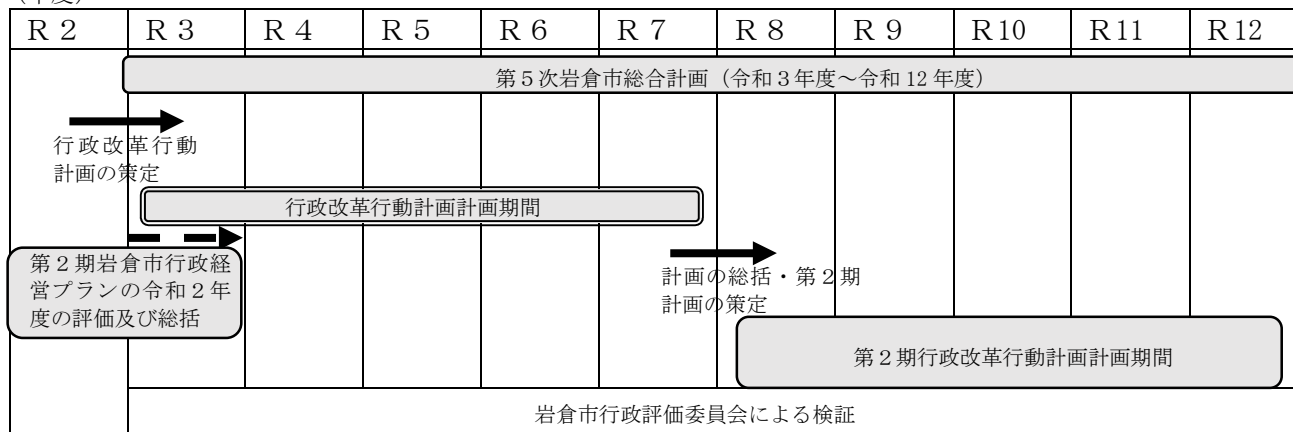 R２ R３ R４ R５ R６ R７ R８ R９ R10 R11 R12
第５次岩倉市総合計画（令和３年度～令和 12 年度）
行政改革行動
計画の策定
行政改革行動計画計画期間
第２期岩倉市行政経
営プランの令和２年
度の評価及び総括
計画の総括・第２期
計画の策定
第２期行政改革行動計画計画期間
岩倉市行政評価委員会による検証